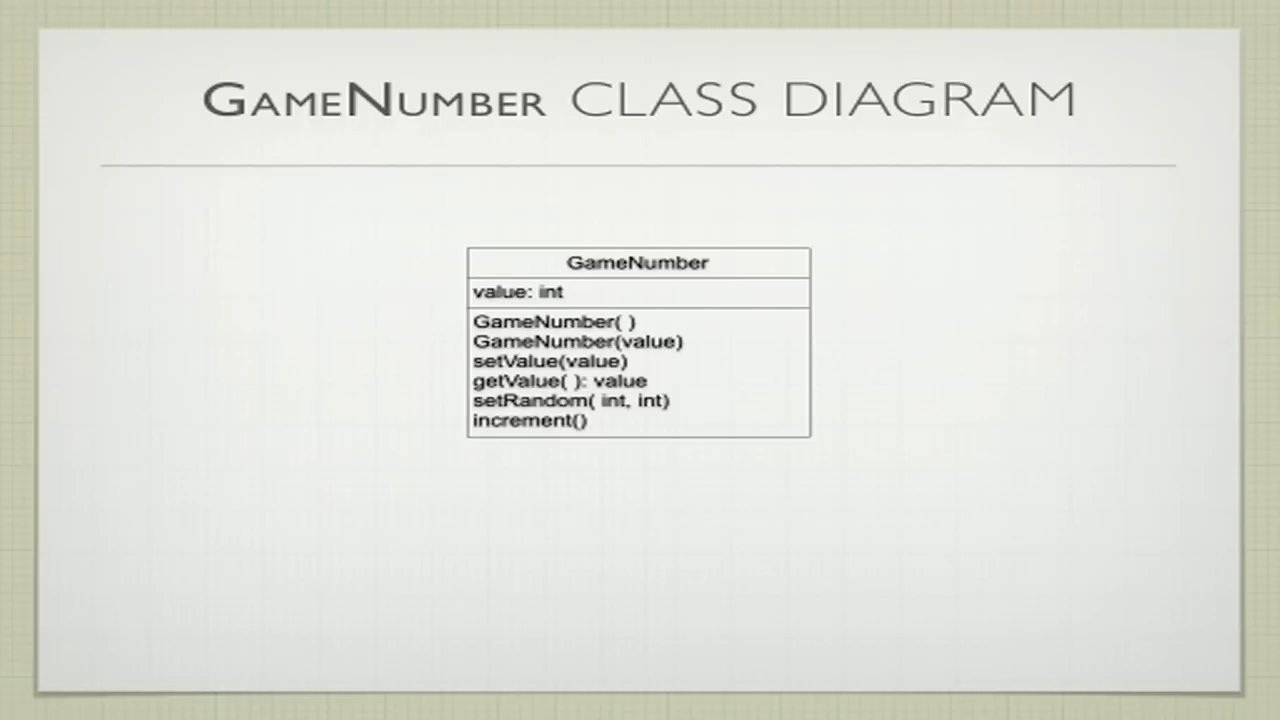 GameNumber CLASS DIAGRAM
GameNumber
value: int
GameNumber( )
GameNumber(value)
setValue(value)
getValue( ): value
setRandom( int, int)
increment()